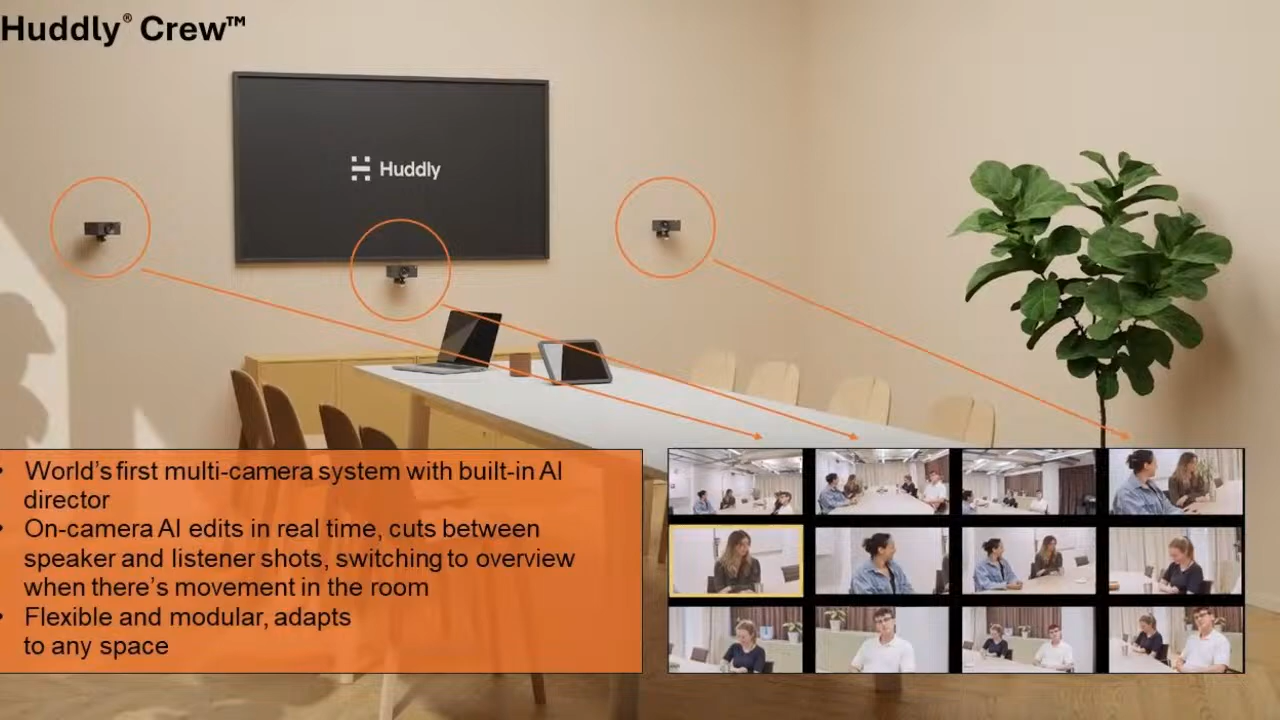 Huddly® Crew™
Huddly
• World's first multi-camera system with built-in AI
director
• On-camera AI edits in real time, cuts between
speaker and listener shots, switching to overview
when there's movement in the room
• Flexible and modular, adapts
to any space